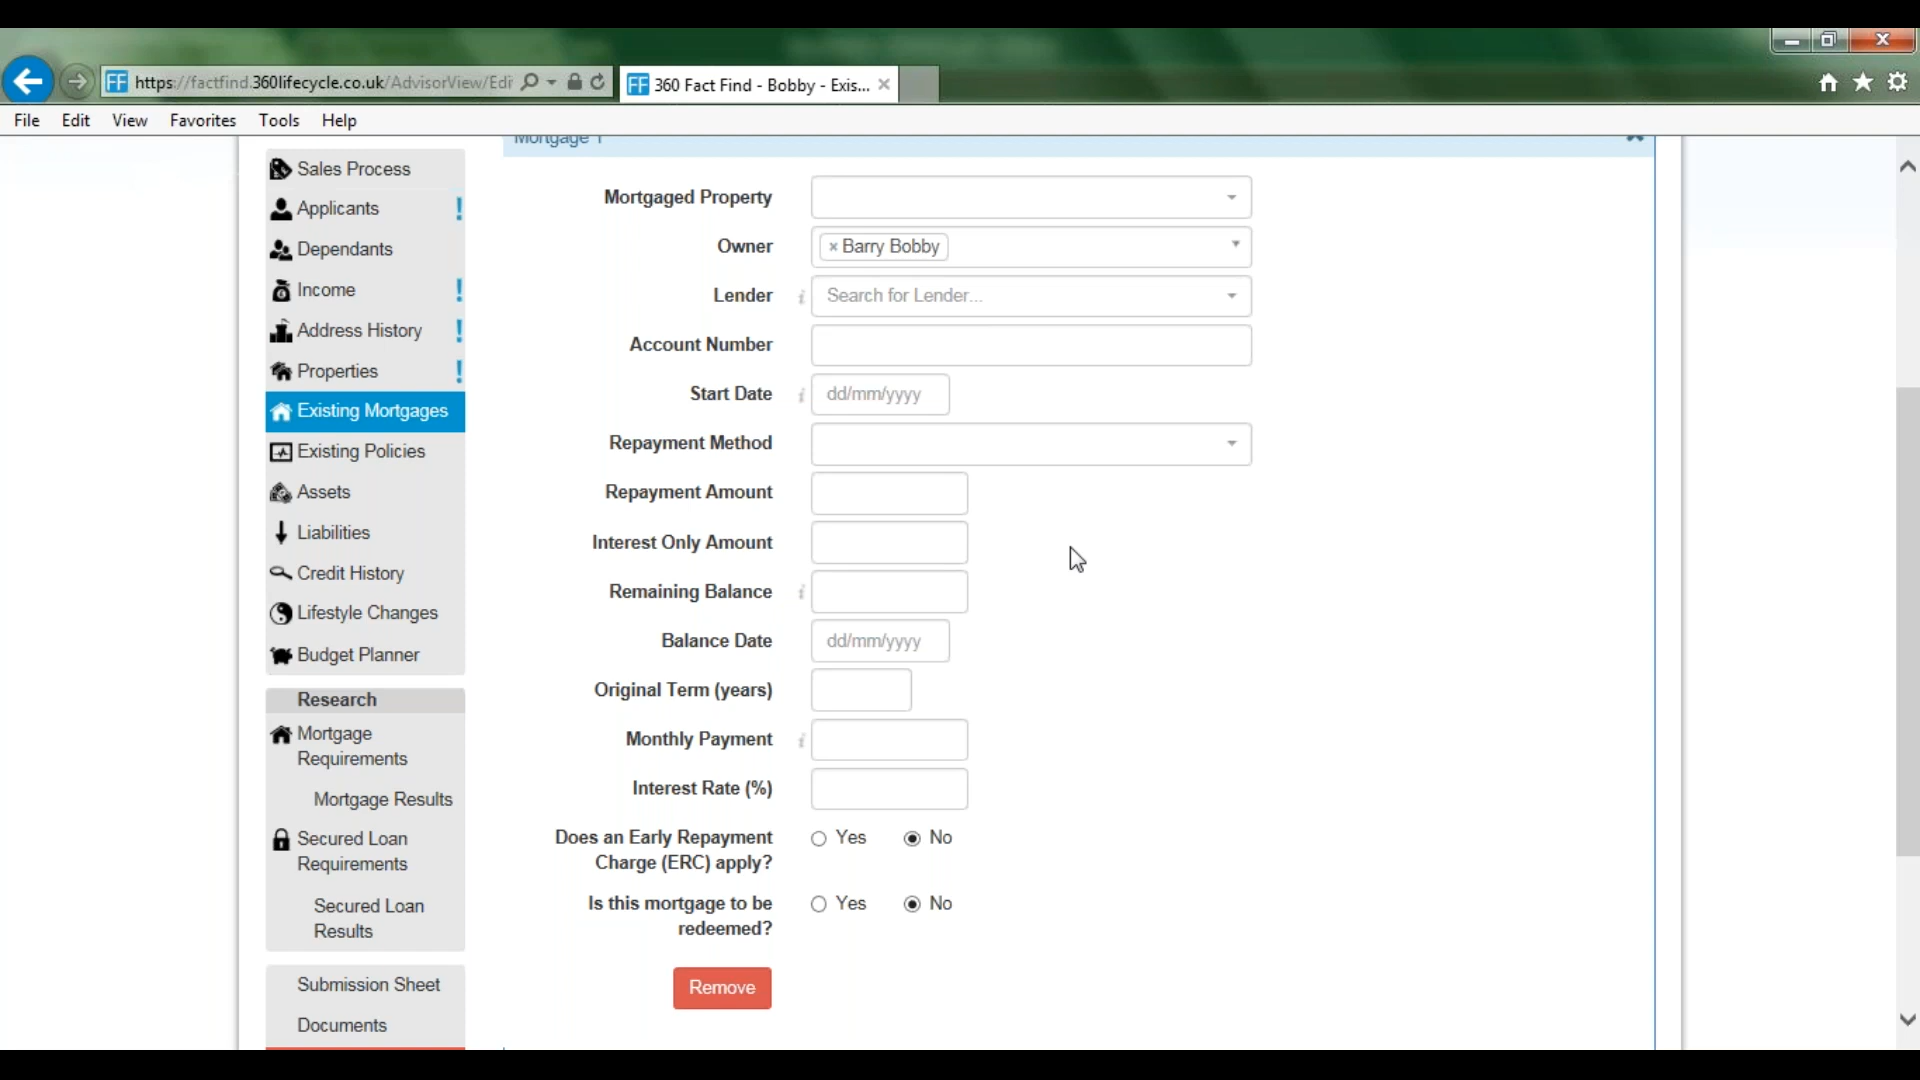 https://factfind.360lifecycle.co.uk/AdvisorView/Edi
FF 360 Fact Find - Bobby - Exis...
File Edit View Favorites Tools Help
Mortgage 1
Sales Process
Applicants !
Dependants
Income !
Address History !
Properties !
Existing Mortgages
Existing Policies
Assets
Liabilities
Credit History
Lifestyle Changes
Budget Planner
Research
Mortgage
Requirements
Mortgage Results
Secured Loan
Requirements
Secured Loan
Results
Submission Sheet
Documents
Mortgaged Property
Owner × Barry Bobby
Lender i Search for Lender...
Account Number
Start Date i dd/mm/yyyy
Repayment Method
Repayment Amount
Interest Only Amount
Remaining Balance i
Balance Date dd/mm/yyyy
Original Term (years)
Monthly Payment i
Interest Rate (%)
Does an Early Repayment
Charge (ERC) apply? Yes No
Is this mortgage to be
redeemed? Yes No
Remove